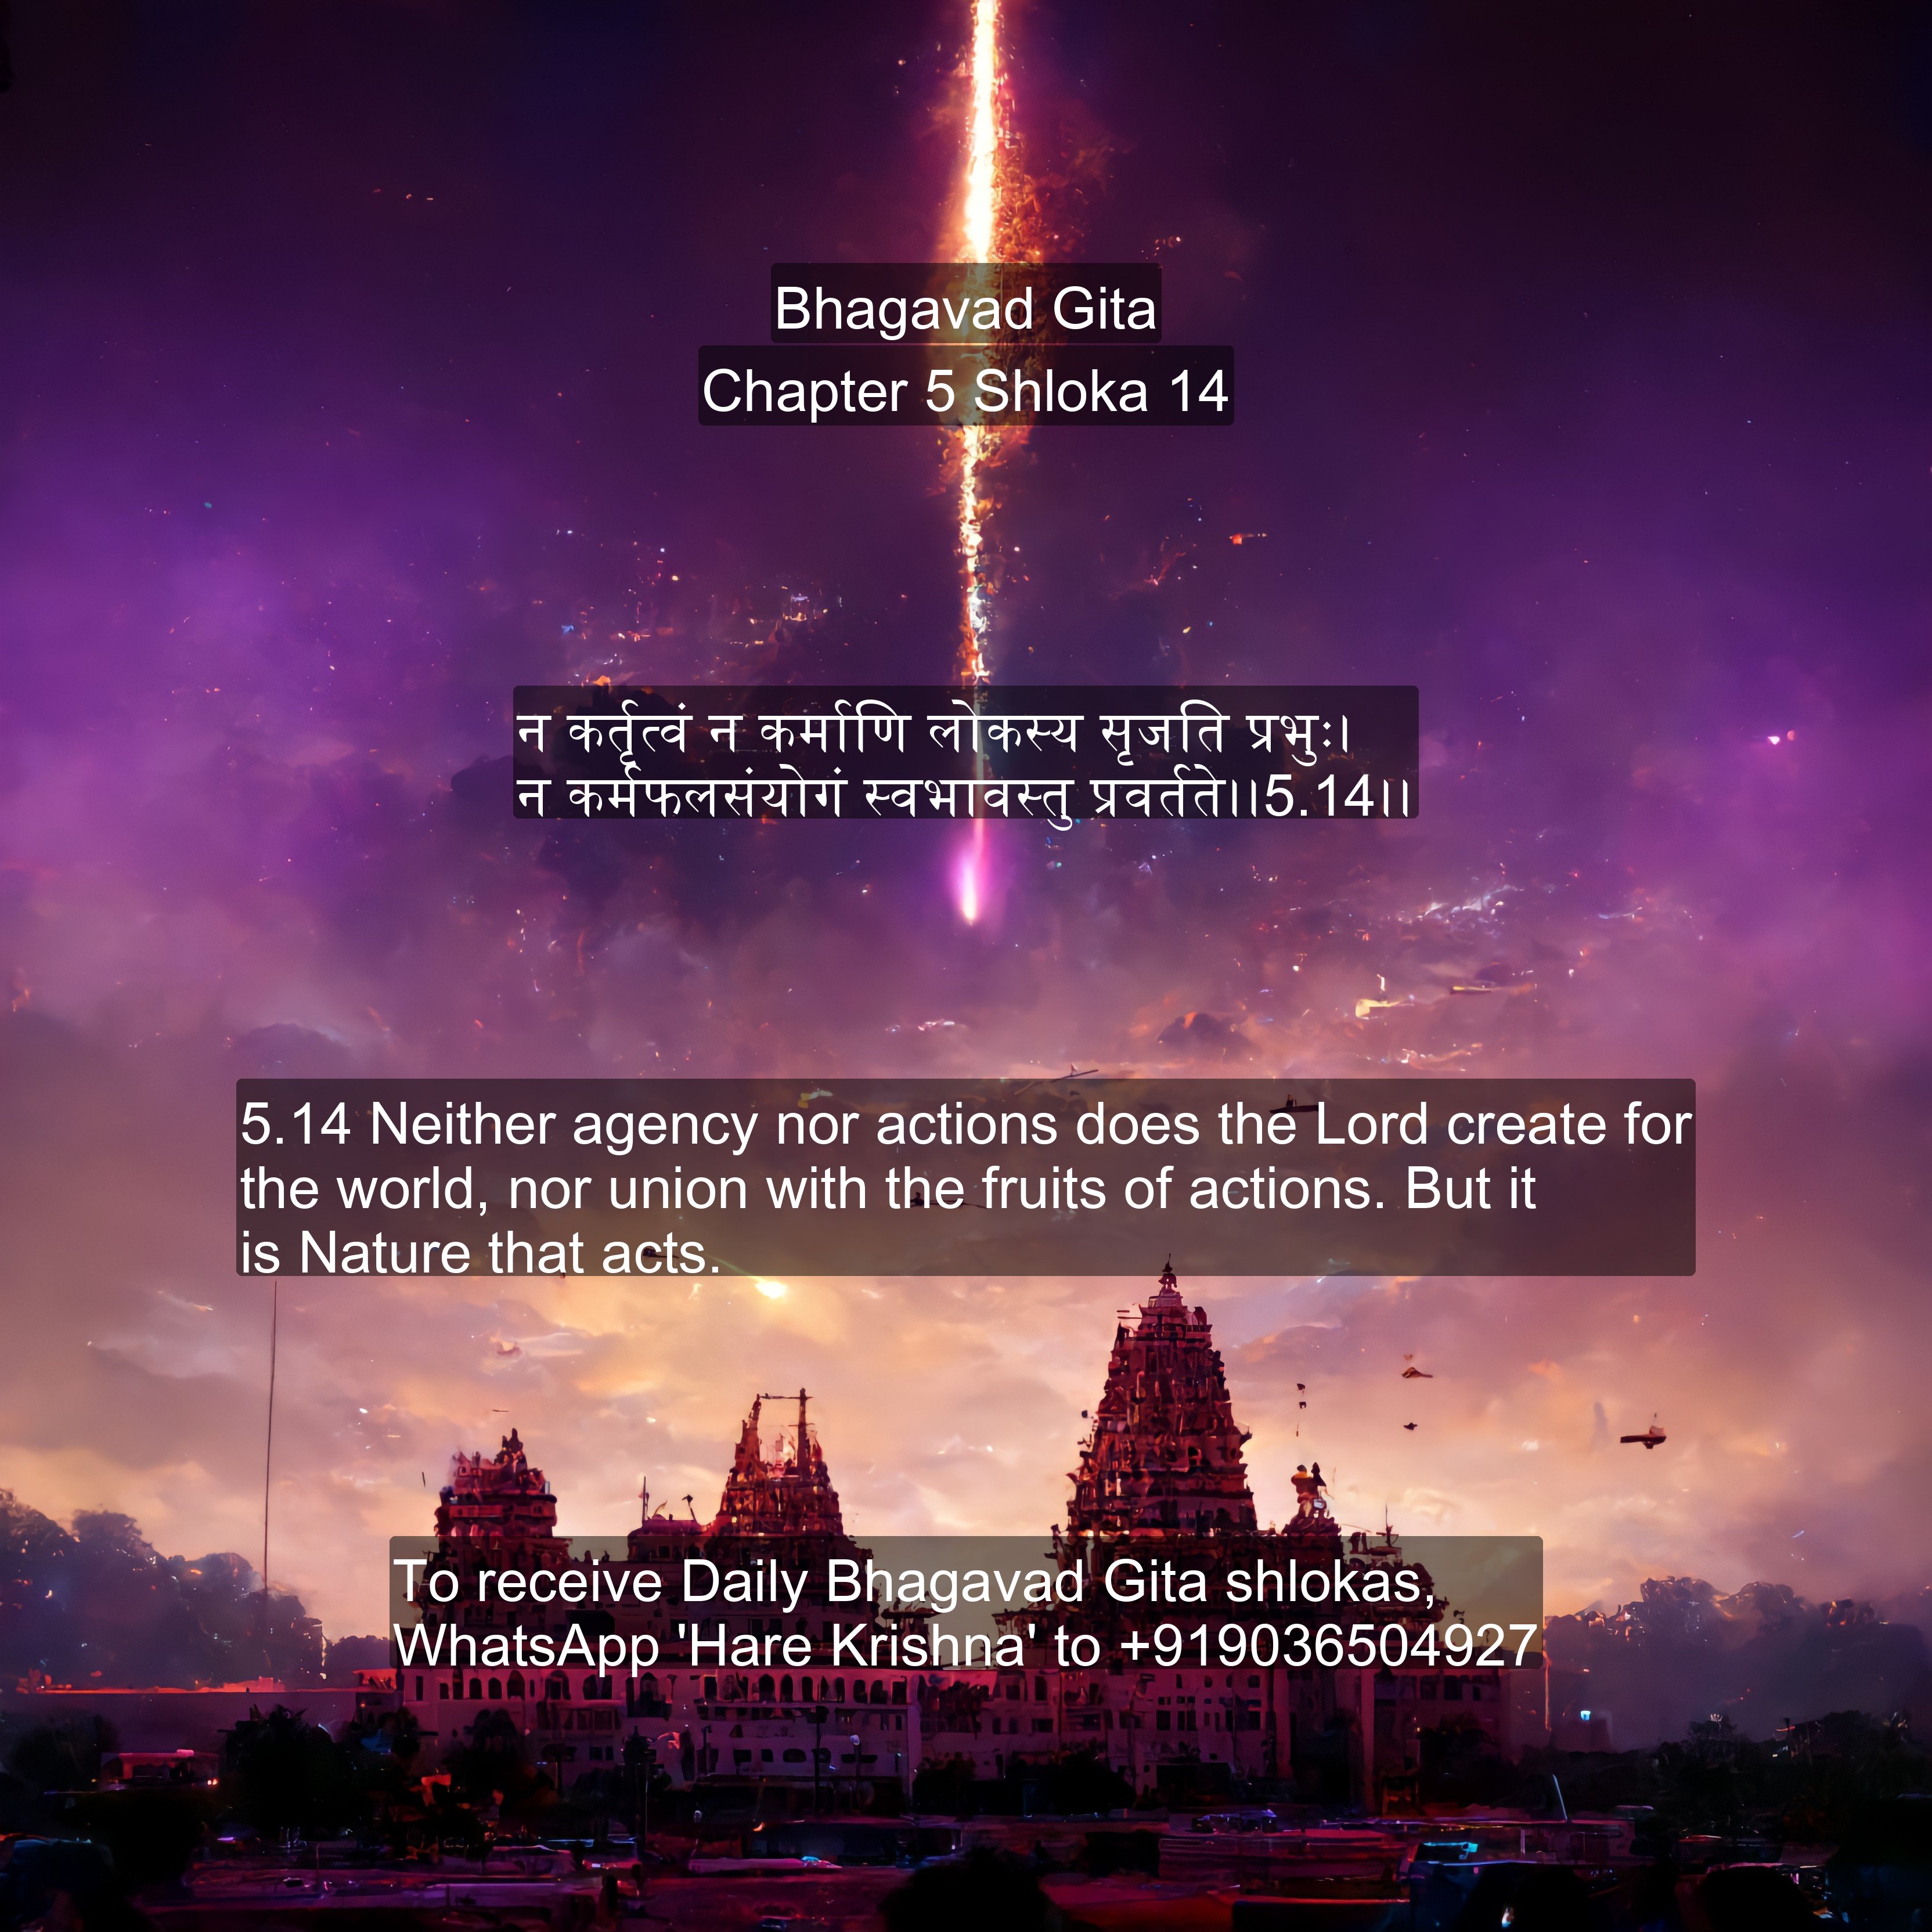 Bhagavad Gita
Chapter 5 Shloka 14
न कर्तृत्वं न कर्माणि लोकस्य सृजति प्रभुः।
न कर्मफलसंयोगं स्वभावस्तु प्रवर्तते।।5.14।।
5.14 Neither agency nor actions does the Lord create for
the world, nor union with the fruits of actions. But it
is Nature that acts.
To receive Daily Bhagavad Gita shlokas,
WhatsApp 'Hare Krishna' to +919036504927